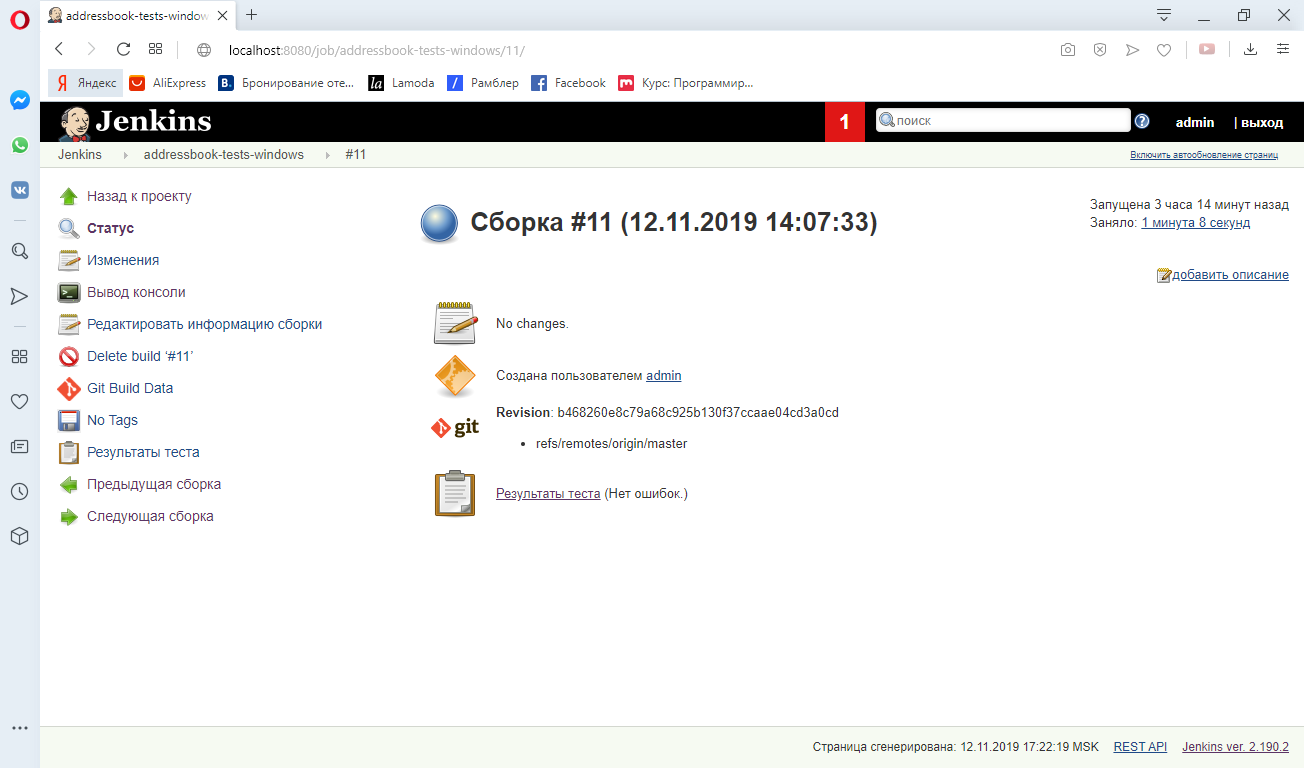 addressbook-tests-window
localhost:8080/job/addressbook-tests-windows/11/
Яндекс AliExpress Бронирование оте... Lamoda Рамблер Facebook Курс: Программир...
Jenkins 1 поиск admin | выход
Jenkins addressbook-tests-windows #11 Включить автообновление страниц
Назад к проекту
Статус
Изменения
Вывод консоли
Редактировать информацию сборки
Delete build ‘#11’
Git Build Data
No Tags
Результаты теста
Предыдущая сборка
Следующая сборка
Сборка #11 (12.11.2019 14:07:33)
Запущена 3 часа 14 минут назад
Заняло: 1 минута 8 секунд
добавить описание
No changes.
Создана пользователем admin
git
Revision: b468260e8c79a68c925b130f37ccaae04cd3a0cd
refs/remotes/origin/master
Результаты теста (Нет ошибок.)
Страница сгенерирована: 12.11.2019 17:22:19 MSK REST API Jenkins ver. 2.190.2